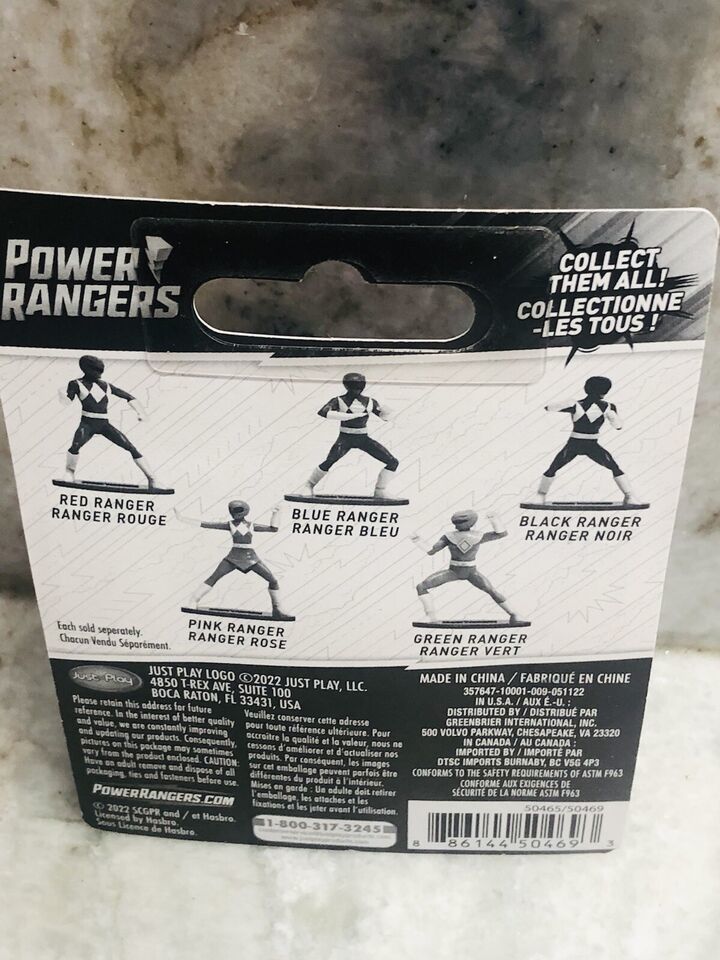 POWER
RANGERS
COLLECT
THEM ALL!
COLLECTIONNE
-LES TOUS !
RED RANGER
RANGER ROUGE
BLUE RANGER
RANGER BLEU
BLACK RANGER
RANGER NOIR
PINK RANGER
RANGER ROSE
GREEN RANGER
RANGER VERT
Each sold seperately.
Chacun Vendu Séparément.
Just Play
JUST PLAY LOGO ©2022 JUST PLAY, LLC.
4850 T-REX AVE, SUITE 100
BOCA RATON, FL 33431, USA
Please retain this address for future
reference. In the interest of better quality
and value, we are constantly improving
and updating our products. Consequently,
pictures on this package may sometimes
vary from the product enclosed. CAUTION:
Have an adult remove and dispose of all
packaging, ties and fasteners before use.
Veuillez conserver cette adresse
pour toute référence ultérieure. Pour
accroître la qualité et la valeur, nous ne
cessons d'améliorer et d'actualiser nos
produits. Par conséquent, les images
sur cet emballage peuvent parfois être
différentes du produit à l'intérieur.
Mises en garde : Un adulte doit retirer
l'emballage, les attaches et les
fixations et les jeter avant l'utilisation.
POWERRANGERS.COM
© 2022 SCGPR and / et Hasbro.
Licensed by Hasbro.
Sous Licence de Hasbro.
1-800-317-3245
MADE IN CHINA / FABRIQUÉ EN CHINE
357647-10001-009-051122
IN U.S.A. / AUX É.-U. :
DISTRIBUTED BY / DISTRIBUÉ PAR
GREENBRIER INTERNATIONAL, INC.
500 VOLVO PARKWAY, CHESAPEAKE, VA 23320
IN CANADA / AU CANADA :
IMPORTED BY / IMPORTÉ PAR
DTSC IMPORTS BURNABY, BC V5G 4P3
CONFORMS TO THE SAFETY REQUIREMENTS OF ASTM F963
CONFORME AUX EXIGENCES DE
SÉCURITÉ DE LA NORME ASTM F963
50465/50469
8 86144 50469 3